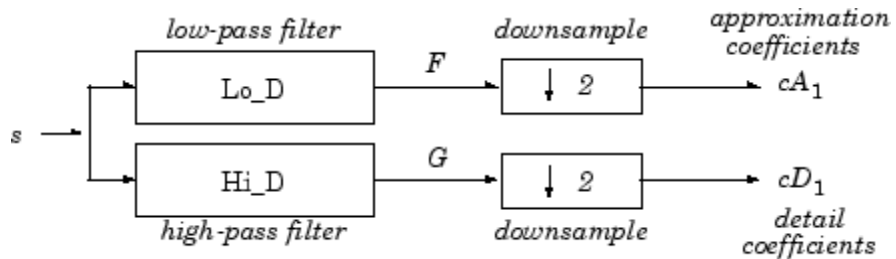 low-pass filter
downsample
approximation
coefficients
Lo_D
F
↓ 2
cA₁
s
Hi_D
G
↓ 2
cD₁
high-pass filter
downsample
detail
coefficients